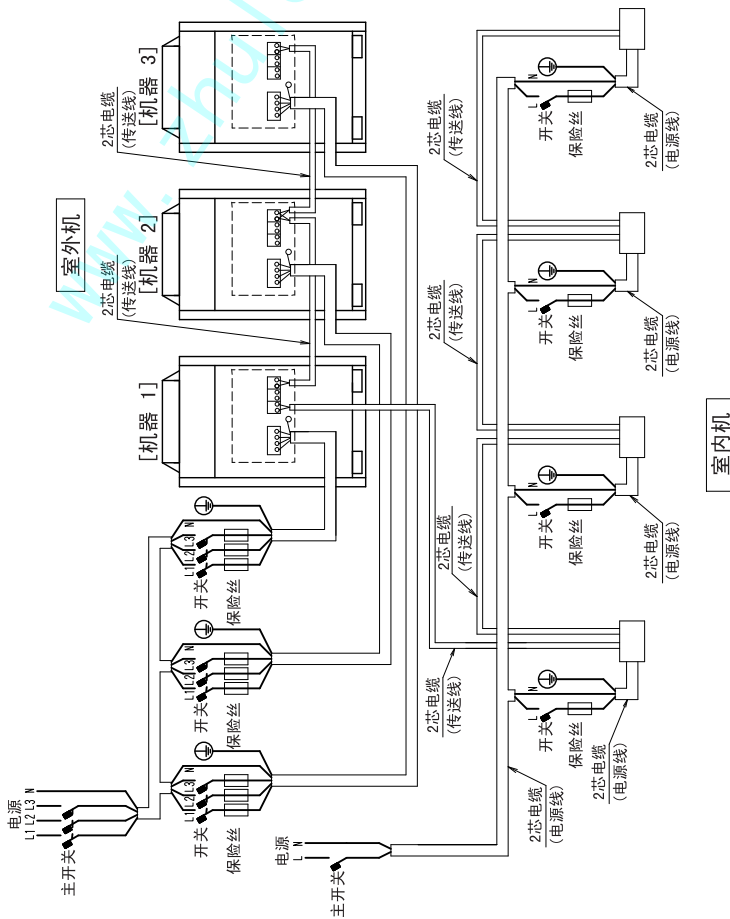 室外机
[机器 1]
[机器 2]
[机器 3]
2芯电缆
(传送线)
2芯电缆
(传送线)
电源
L1 L2 L3 N
主开关
L1 L2 L3 N
开关
保险丝
L1 L2 L3 N
开关
保险丝
L1 L2 L3 N
开关
保险丝
电源
L N
主开关
2芯电缆
(传送线)
2芯电缆
(传送线)
2芯电缆
(传送线)
2芯电缆
(传送线)
2芯电缆
(电源线)
L N
开关
保险丝
2芯电缆
(电源线)
L N
开关
保险丝
2芯电缆
(电源线)
L N
开关
保险丝
2芯电缆
(电源线)
L N
开关
保险丝
2芯电缆
(电源线)
室内机